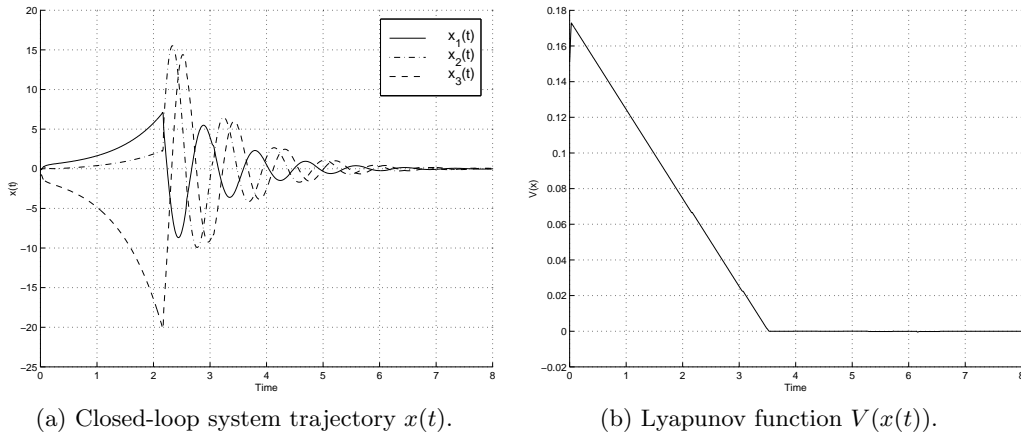 20
15
10
5
0
−5
−10
−15
−20
−25
x(t)
0 1 2 3 4 5 6 7 8
Time
x_1(t)
x_2(t)
x_3(t)
(a) Closed-loop system trajectory x(t).
0.18
0.16
0.14
0.12
0.1
0.08
0.06
0.04
0.02
0
−0.02
V(x)
0 1 2 3 4 5 6 7 8
Time
(b) Lyapunov function V(x(t)).